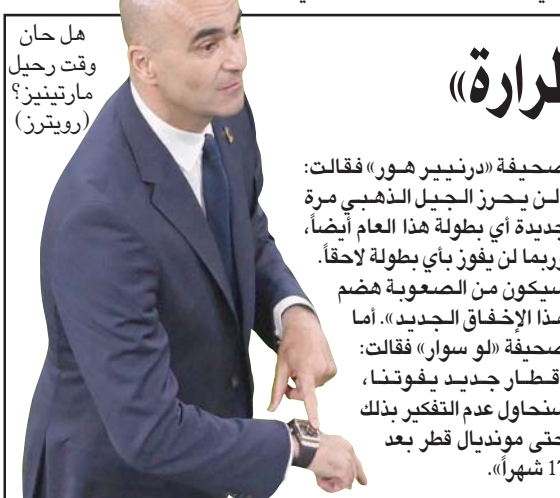 هل حان
وقت رحيل
مارتينيز؟
(رويترز)
صحيفة «درنيير هور» فقالت:
لن يحرز الجيل الذهبي مرة
جديدة أي بطولة هذا العام أيضاً،
وربما لن يفوز بأي بطولة لاحقاً.
سيكون من الصعوبة هضم
هذا الإخفاق الجديد». أما
صحيفة «لو سوار» فقالت:
قطار جديد يفوتنا،
سنحاول عدم التفكير بذلك
حتى مونديال قطر بعد
شهراً».